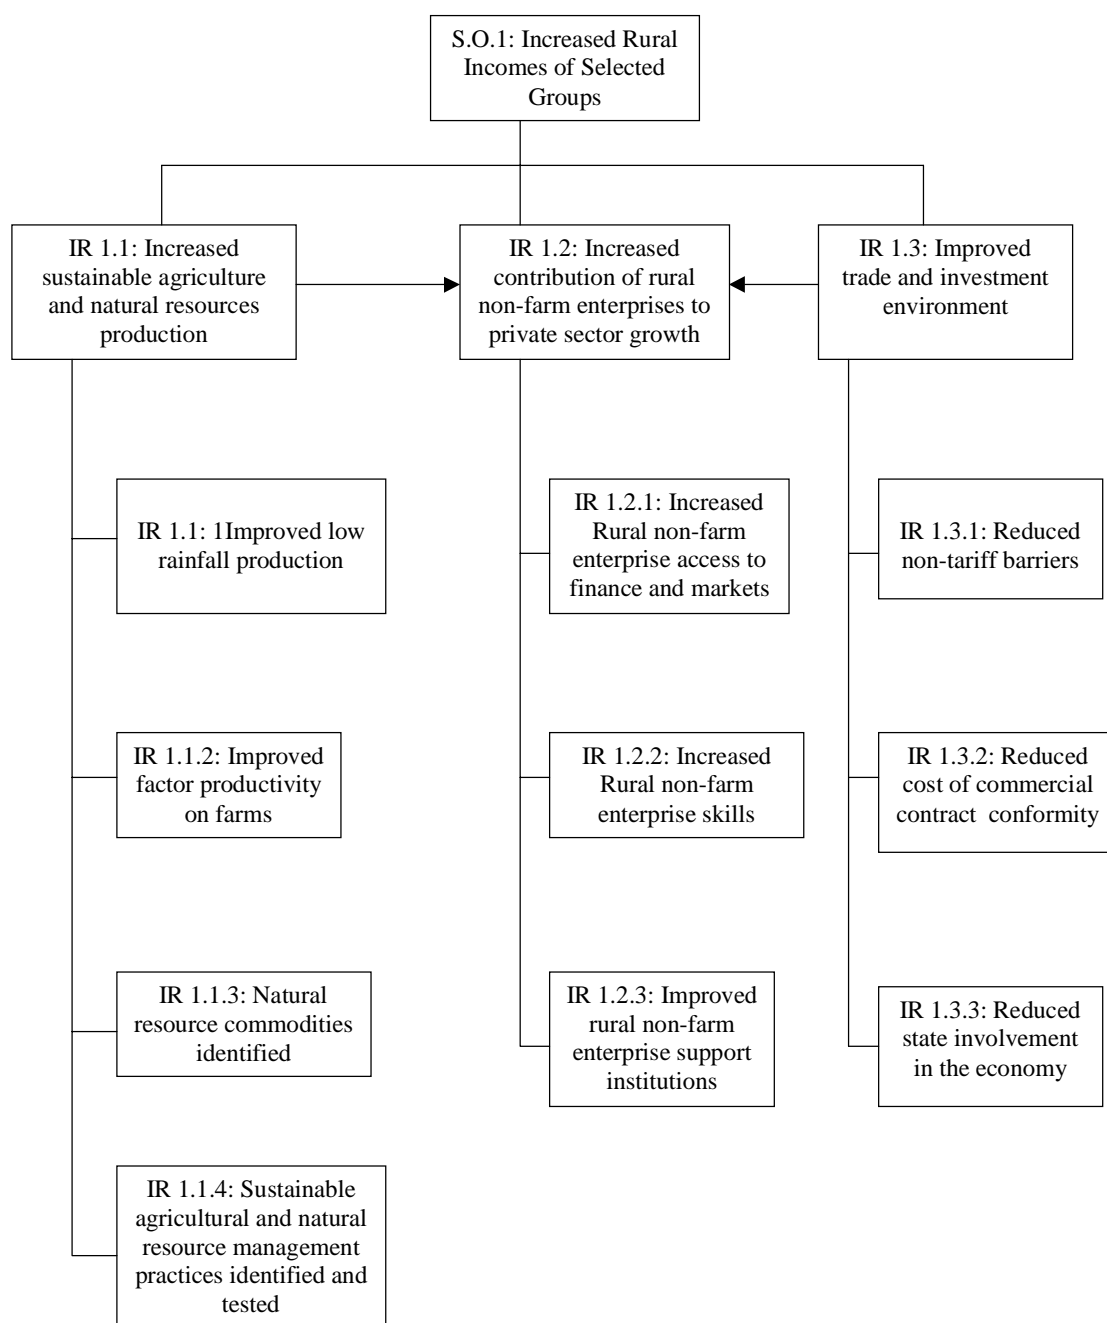 S.O.1: Increased Rural
Incomes of Selected
Groups
IR 1.1: Increased
sustainable agriculture
and natural resources
production
IR 1.2: Increased
contribution of rural
non-farm enterprises to
private sector growth
IR 1.3: Improved
trade and investment
environment
IR 1.1: 1Improved low
rainfall production
IR 1.1.2: Improved
factor productivity
on farms
IR 1.1.3: Natural
resource commodities
identified
IR 1.1.4: Sustainable
agricultural and natural
resource management
practices identified and
tested
IR 1.2.1: Increased
Rural non-farm
enterprise access to
finance and markets
IR 1.2.2: Increased
Rural non-farm
enterprise skills
IR 1.2.3: Improved
rural non-farm
enterprise support
institutions
IR 1.3.1: Reduced
non-tariff barriers
IR 1.3.2: Reduced
cost of commercial
contract  conformity
IR 1.3.3: Reduced
state involvement
in the economy